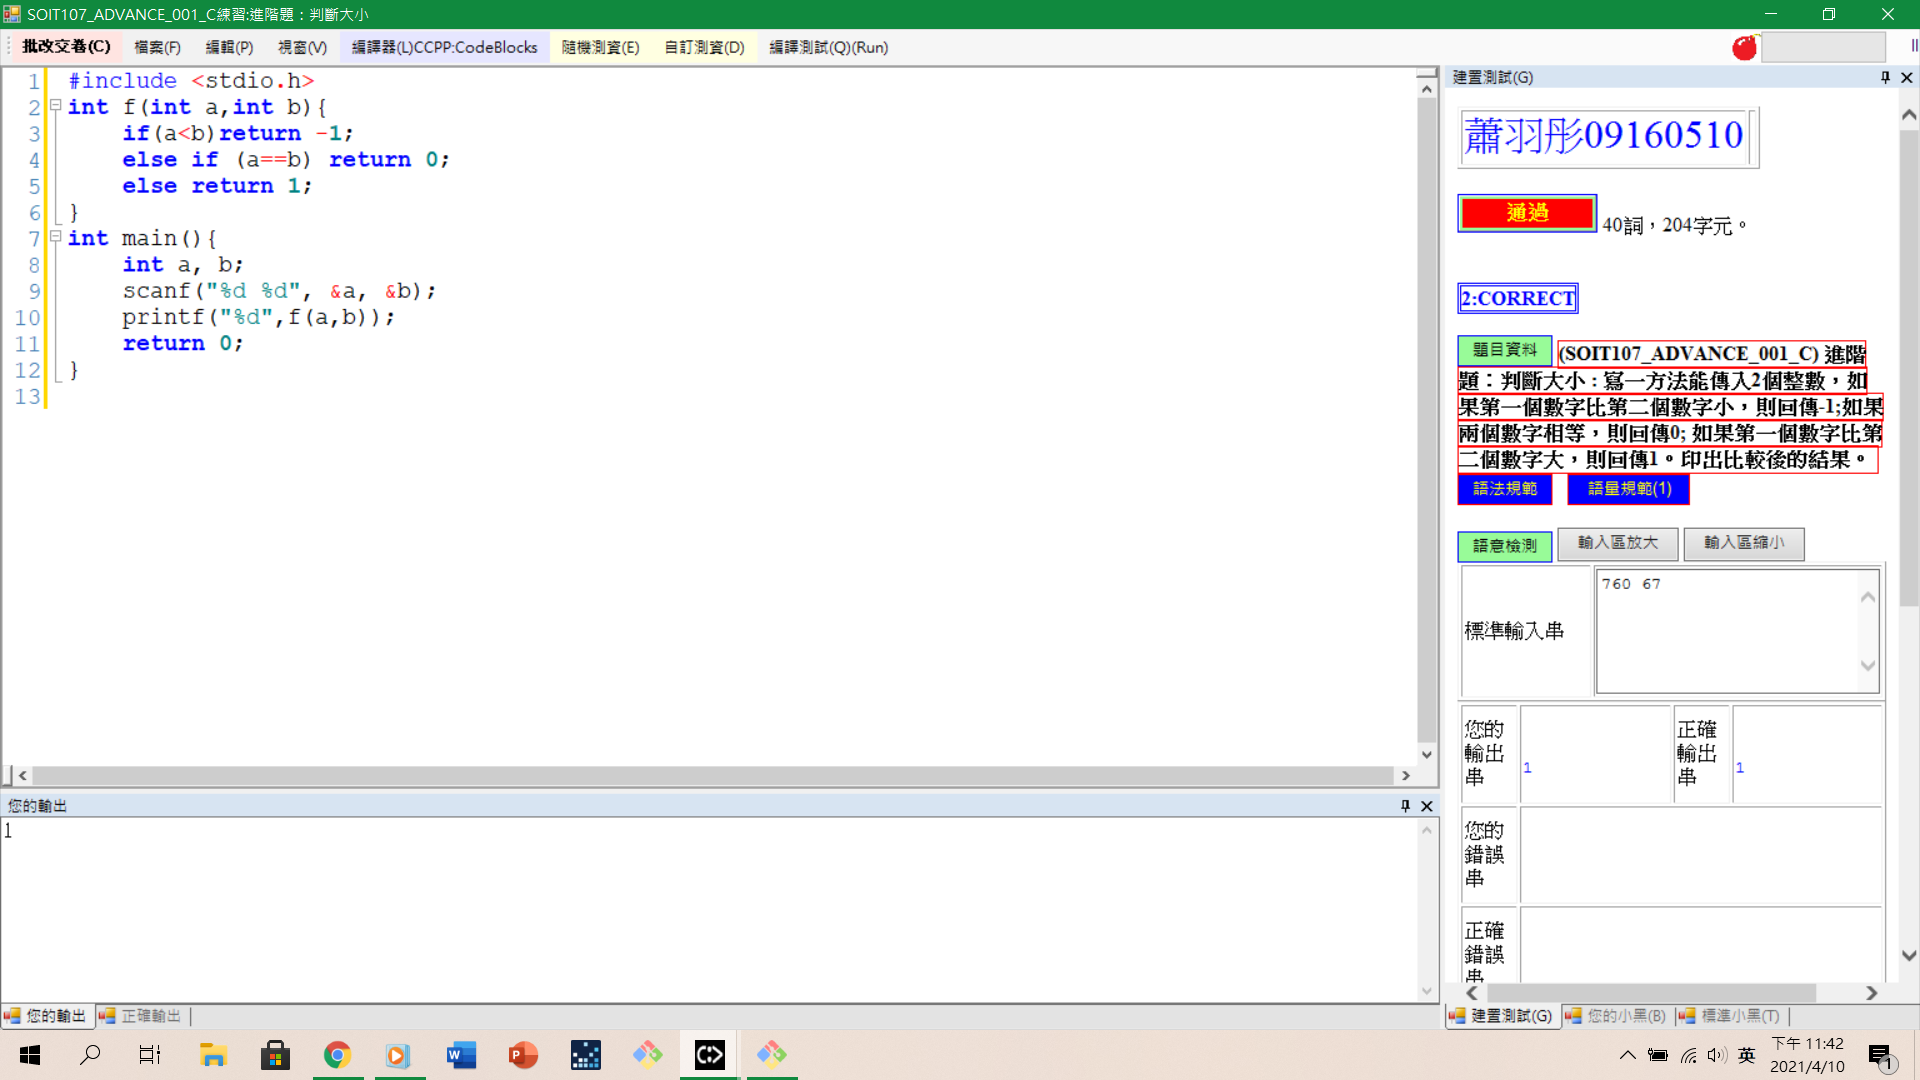 SOIT107_ADVANCE_001_C練習:進階題：判斷大小
批改交卷(C) 檔案(F) 編輯(P) 視窗(V) 編譯器(L)CCPP:CodeBlocks 隨機測資(E) 自訂測資(D) 編譯測試(Q)(Run)
1 #include <stdio.h>
2 int f(int a,int b){
3 if(a<b)return -1;
4 else if (a==b) return 0;
5 else return 1;
6 }
7 int main(){
8 int a, b;
9 scanf("%d %d", &a, &b);
10 printf("%d",f(a,b));
11 return 0;
12 }
13
您的輸出
1
您的輸出 正確輸出
建置測試(G)
蕭羽彤09160510
通過 40詞，204字元。
2:CORRECT
題目資料 (SOIT107_ADVANCE_001_C) 進階
題：判斷大小 : 寫一方法能傳入2個整數，如
果第一個數字比第二個數字小，則回傳-1;如果
兩個數字相等，則回傳0; 如果第一個數字比第
二個數字大，則回傳1。印出比較後的結果。
語法規範 語量規範(1)
語意檢測 輸入區放大 輸入區縮小
標準輸入串 760 67
您的
輸出
串
1
正確
輸出
串
1
您的
錯誤
串
正確
錯誤
串
建置測試(G) 您的小黑(B) 標準小黑(T)
英 下午 11:42
2021/4/10
1